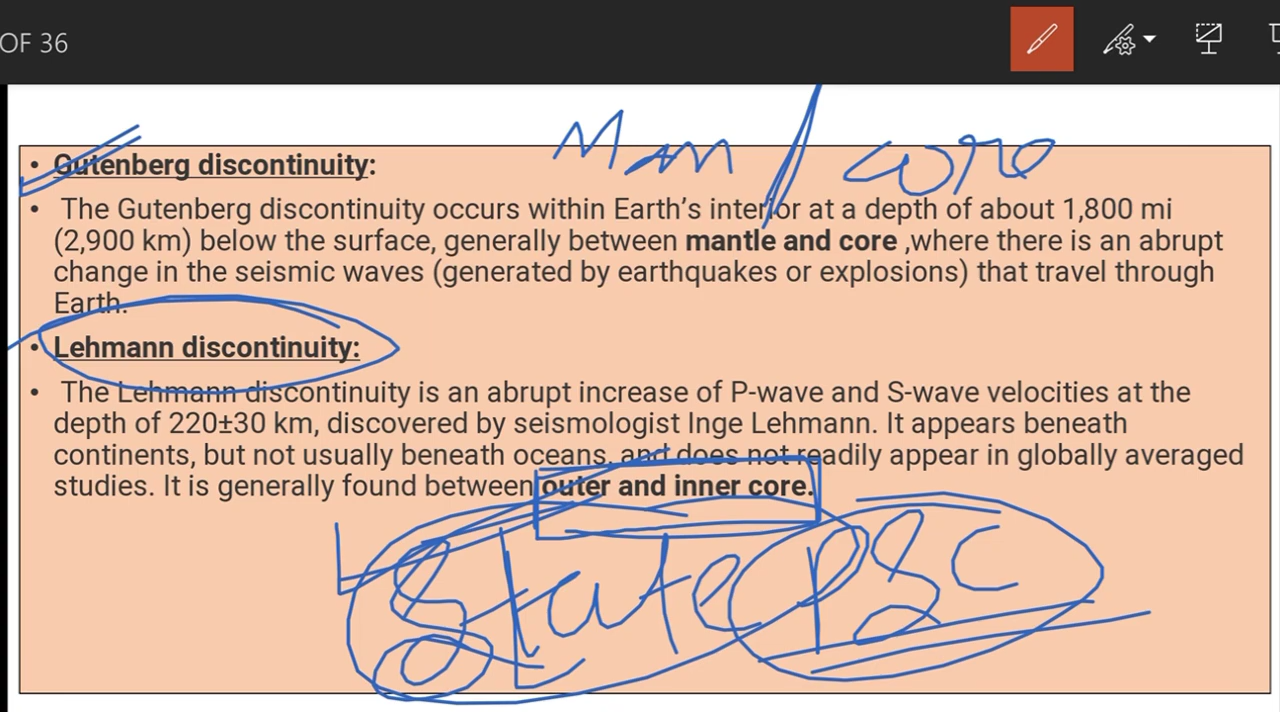 OF 36
Man / core
• Gutenberg discontinuity:
• The Gutenberg discontinuity occurs within Earth's interior at a depth of about 1,800 mi
(2,900 km) below the surface, generally between mantle and core ,where there is an abrupt
change in the seismic waves (generated by earthquakes or explosions) that travel through
Earth.
• Lehmann discontinuity:
• The Lehmann discontinuity is an abrupt increase of P-wave and S-wave velocities at the
depth of 220±30 km, discovered by seismologist Inge Lehmann. It appears beneath
continents, but not usually beneath oceans, and does not readily appear in globally averaged
studies. It is generally found between outer and inner core.
State PSC